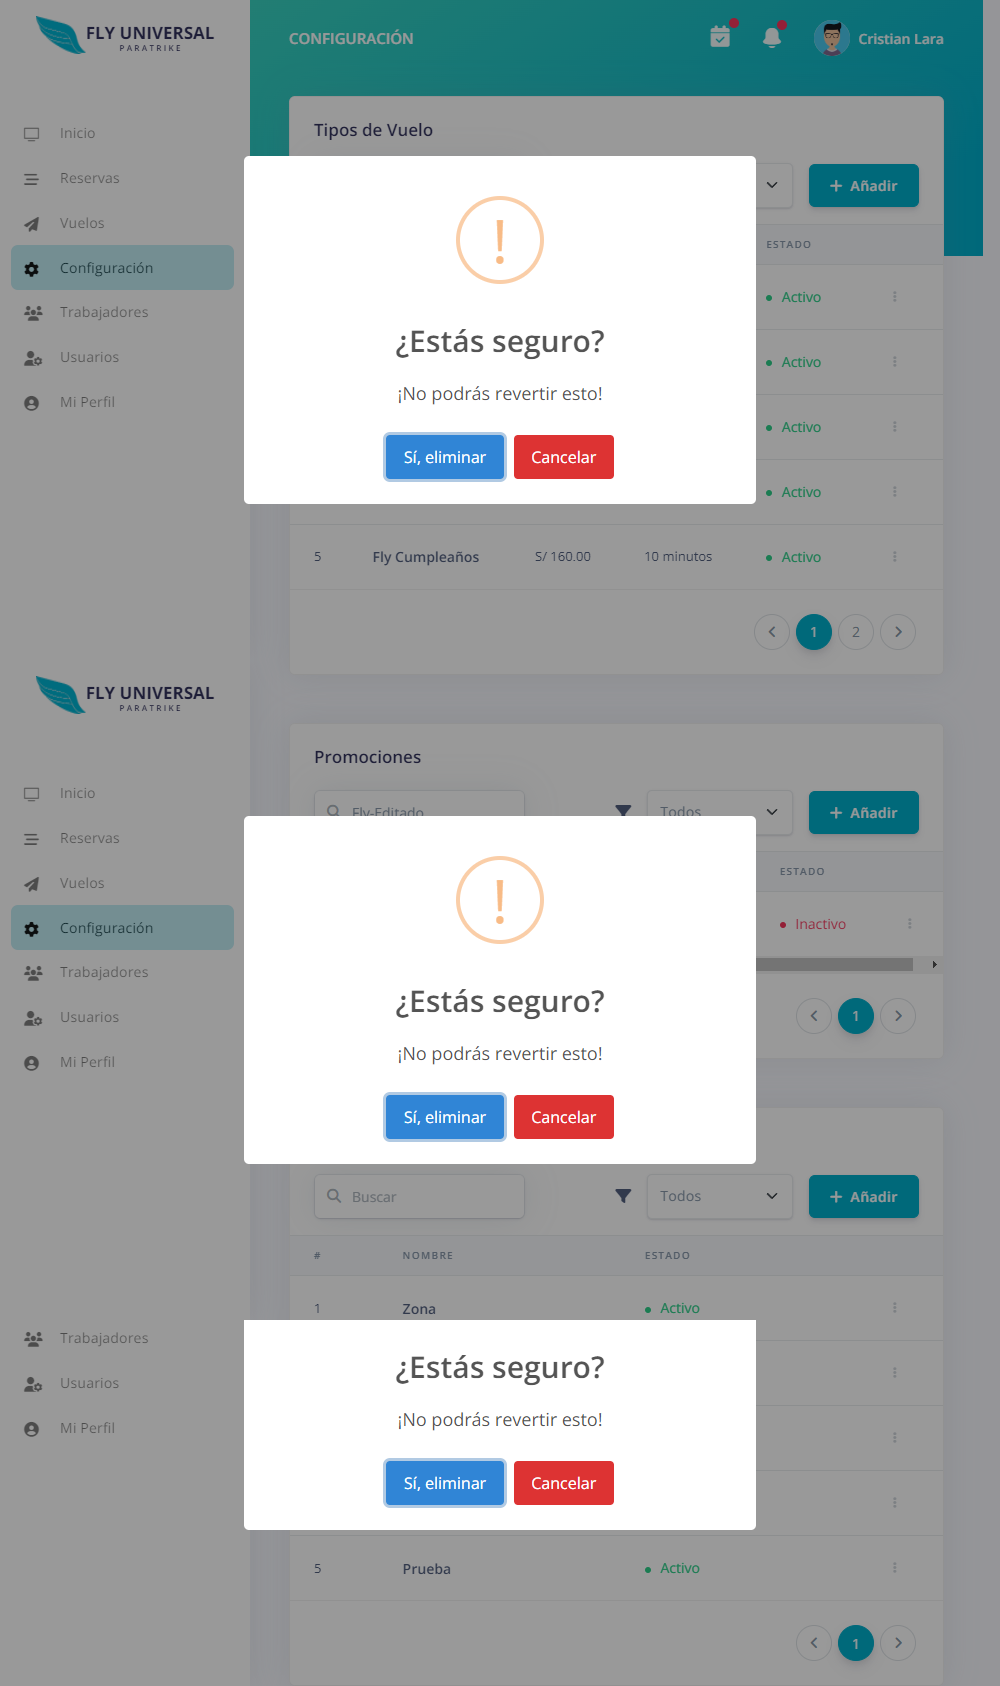 FLY UNIVERSAL
PARATRIKE
CONFIGURACIÓN
Cristian Lara
Inicio
Reservas
Vuelos
Configuración
Trabajadores
Usuarios
Mi Perfil
Tipos de Vuelo
Añadir
ESTADO
Activo
Activo
Activo
Activo
¿Estás seguro?
¡No podrás revertir esto!
Sí, eliminar
Cancelar
5 Fly Cumpleaños S/ 160.00 10 minutos Activo
1 2
FLY UNIVERSAL
PARATRIKE
Inicio
Reservas
Vuelos
Configuración
Trabajadores
Usuarios
Mi Perfil
Promociones
Fly-Editado Todos Añadir
ESTADO
Inactivo
1
¿Estás seguro?
¡No podrás revertir esto!
Sí, eliminar
Cancelar
Buscar Todos Añadir
# NOMBRE ESTADO
1 Zona Activo
Trabajadores
Usuarios
Mi Perfil
¿Estás seguro?
¡No podrás revertir esto!
Sí, eliminar
Cancelar
5 Prueba Activo
1